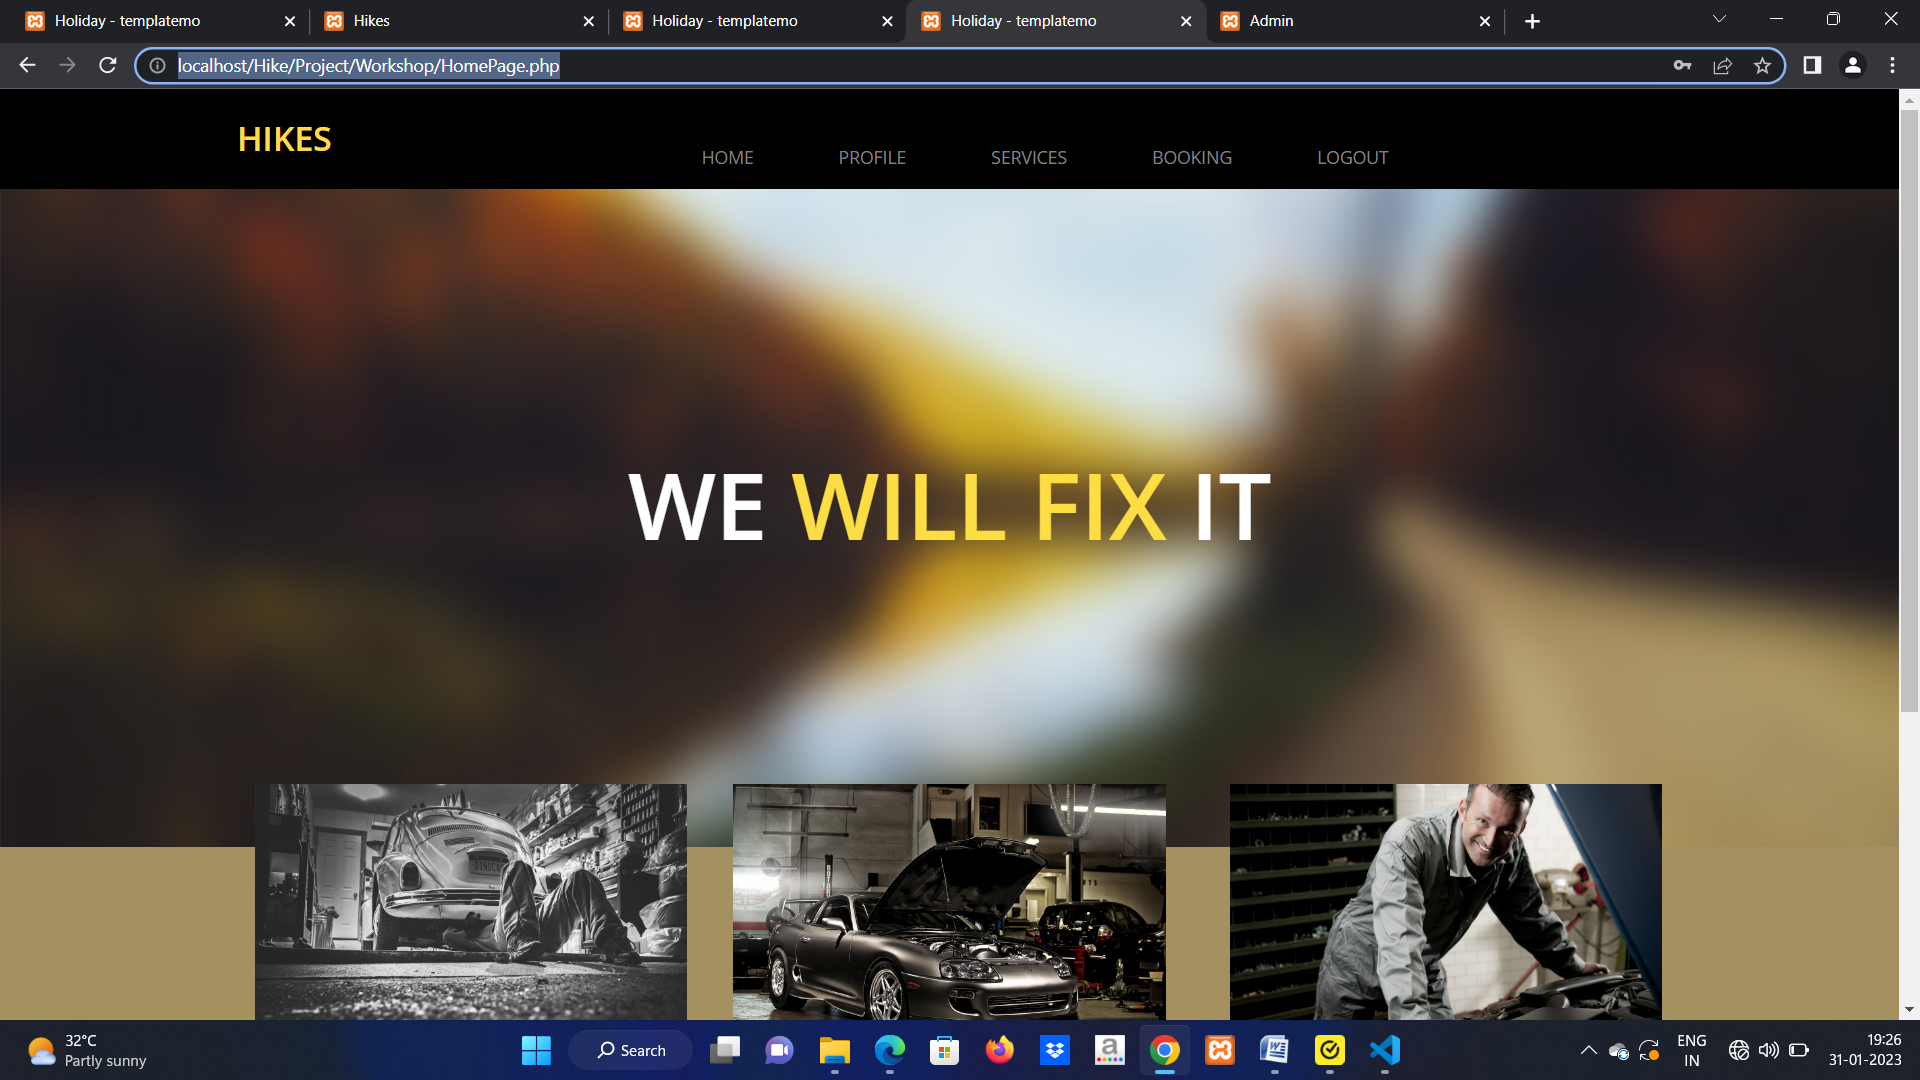 Holiday - templatemo
Hikes
Holiday - templatemo
Holiday - templatemo
Admin
localhost/Hike/Project/Workshop/HomePage.php
HIKES
HOME PROFILE SERVICES BOOKING LOGOUT
WE WILL FIX IT
32°C
Partly sunny
Search
ENG
IN
19:26
31-01-2023